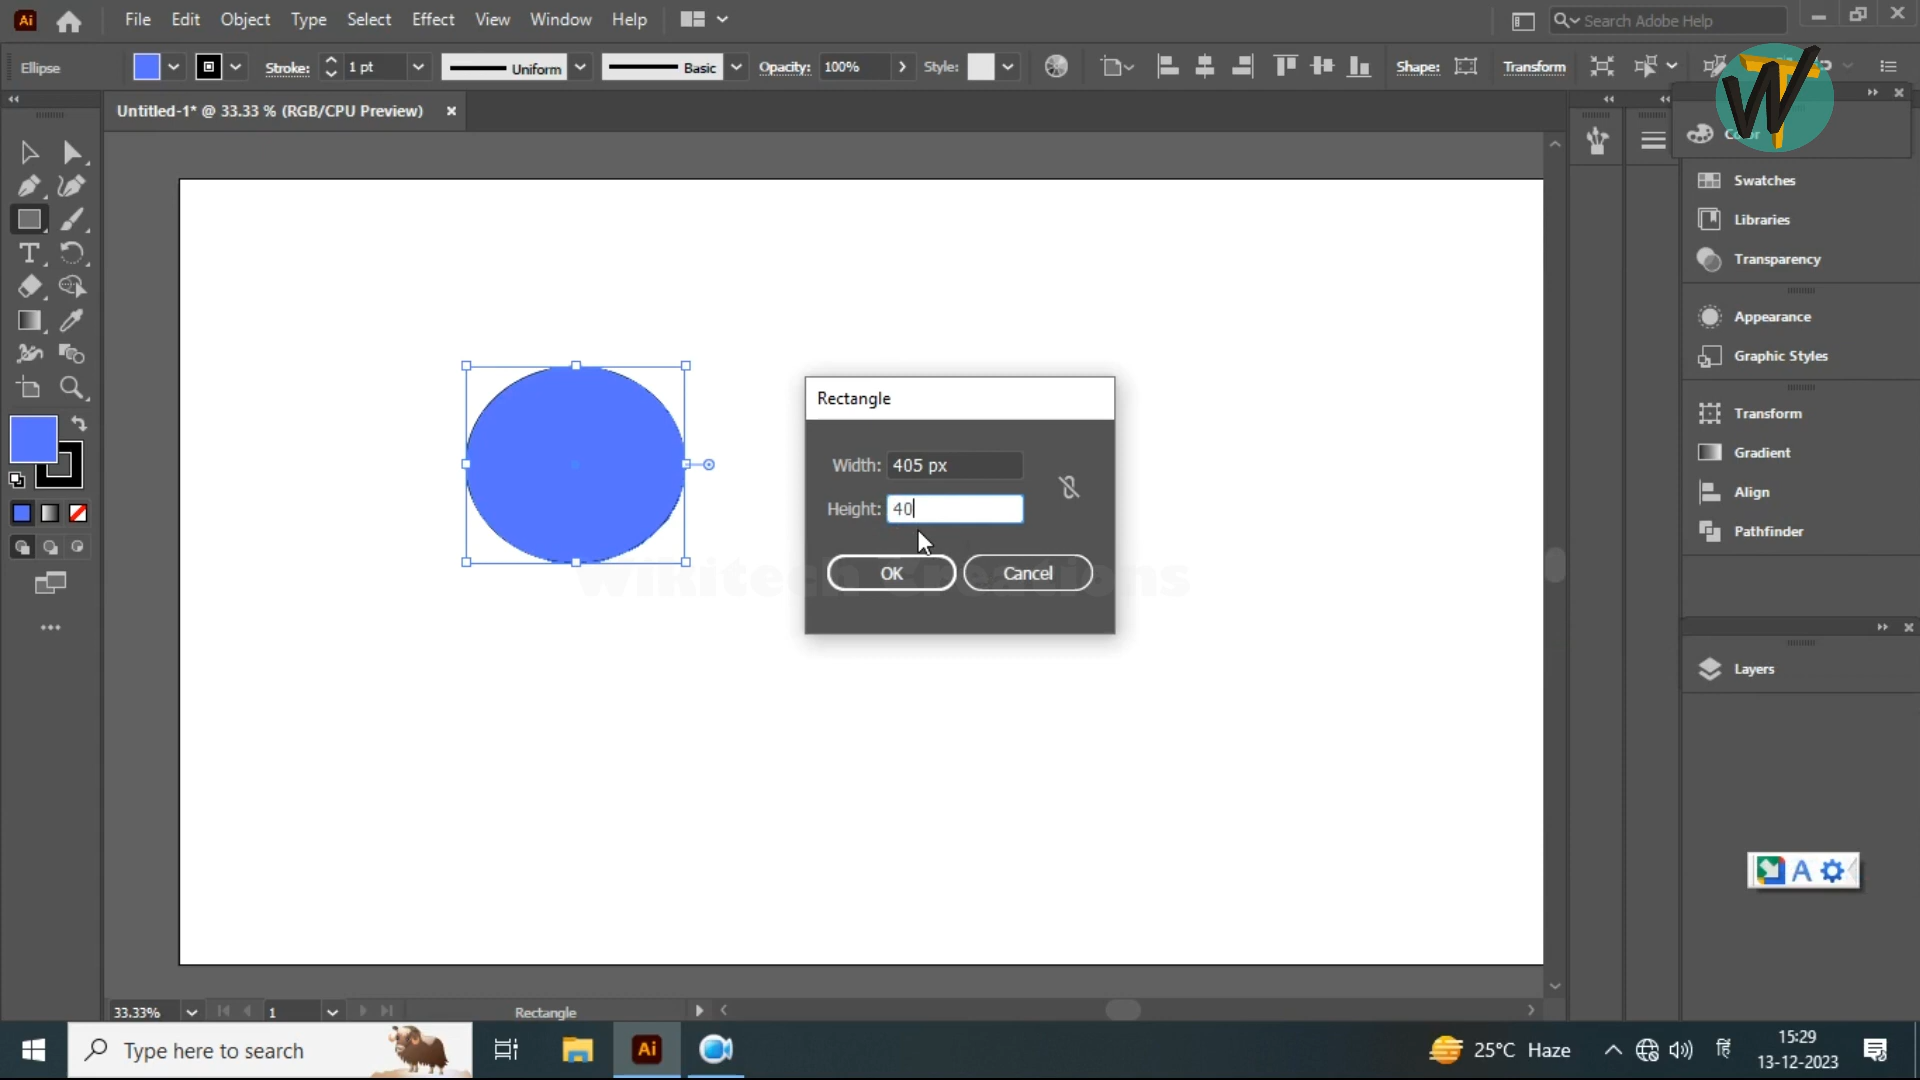 Ai File Edit Object Type Select Effect View Window Help Search Adobe Help
Ellipse Stroke: 1 pt Uniform Basic Opacity: 100% Style: Shape: Transform
Untitled-1* @ 33.33 % (RGB/CPU Preview)
W
Swatches
Libraries
Transparency
Appearance
Graphic Styles
Transform
Gradient
Align
Pathfinder
Layers
Rectangle
Width: 405 px
Height: 40
OK Cancel
Wikitech Creations
A
33.33% 1 Rectangle
Type here to search Ai 25°C Haze हिं 15:29
13-12-2023